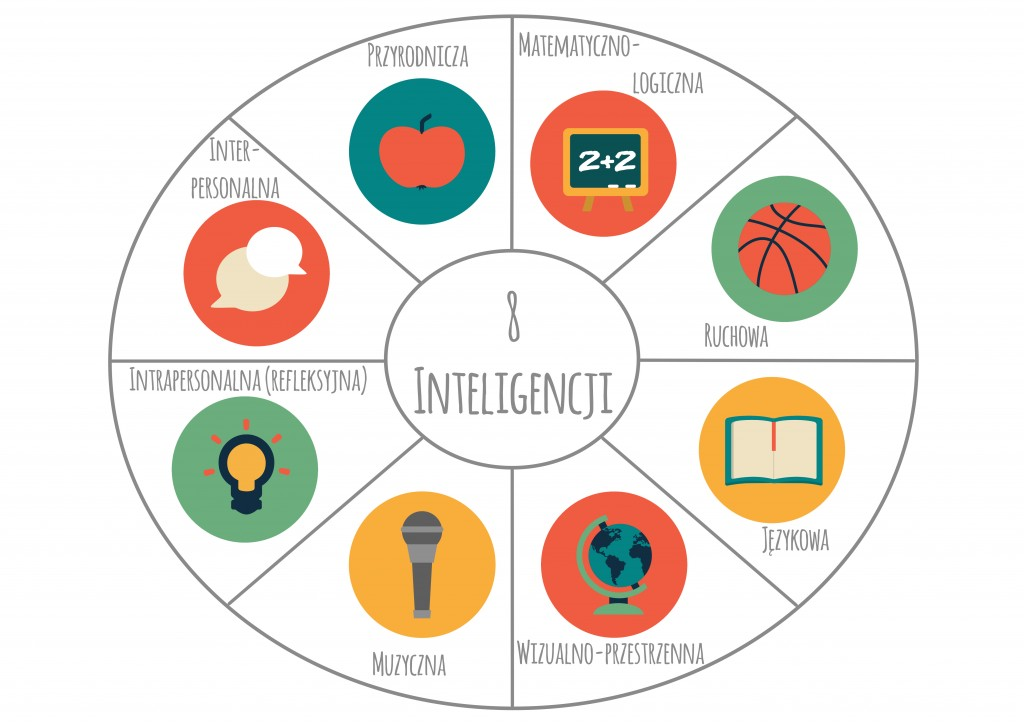 Przyrodnicza
Matematyczno-
logiczna
Inter-
personalna
2+2
Ruchowa
8
Inteligencji
Intrapersonalna (refleksyjna)
Językowa
Muzyczna
Wizualno-przestrzenna